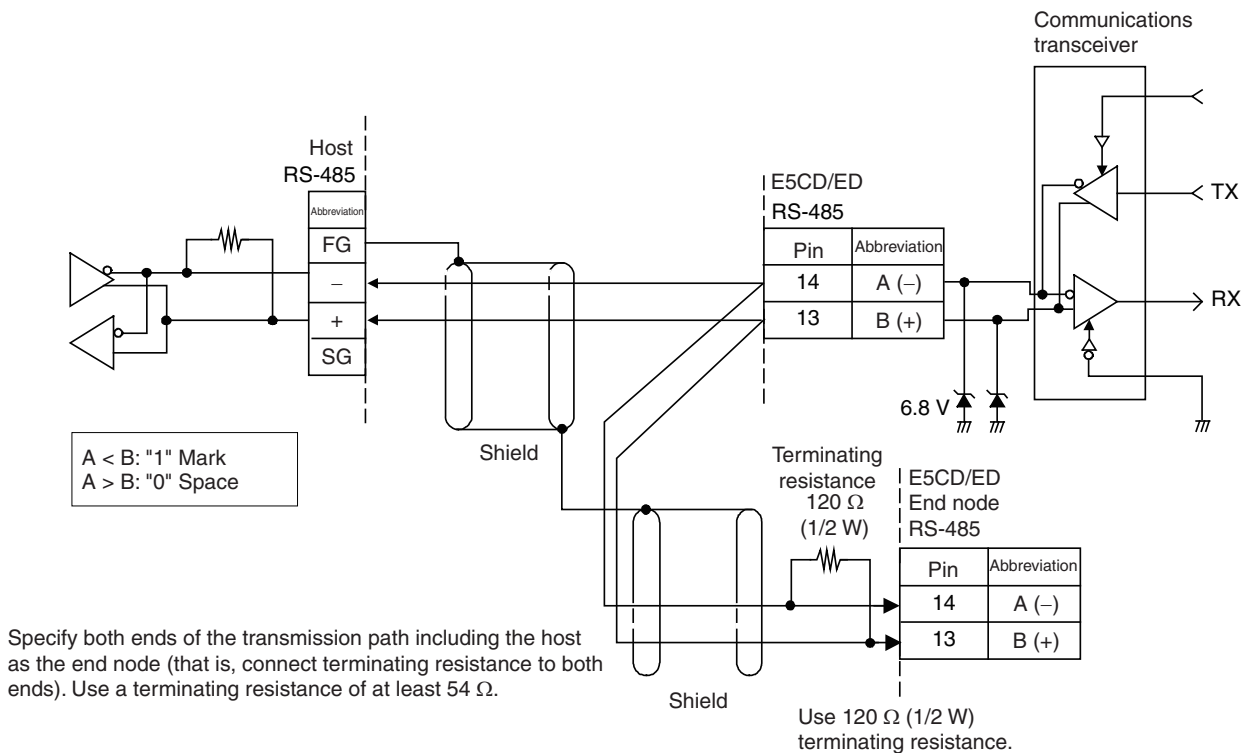 Communications
transceiver
Host
RS-485
Abbreviation
FG
−
+
SG
E5CD/ED
RS-485
Pin Abbreviation
14 A (−)
13 B (+)
TX
RX
6.8 V
A < B: "1" Mark
A > B: "0" Space
Shield
Terminating
resistance
120 Ω
(1/2 W)
E5CD/ED
End node
RS-485
Pin Abbreviation
14 A (−)
13 B (+)
Specify both ends of the transmission path including the host
as the end node (that is, connect terminating resistance to both
ends). Use a terminating resistance of at least 54 Ω.
Shield
Use 120 Ω (1/2 W)
terminating resistance.